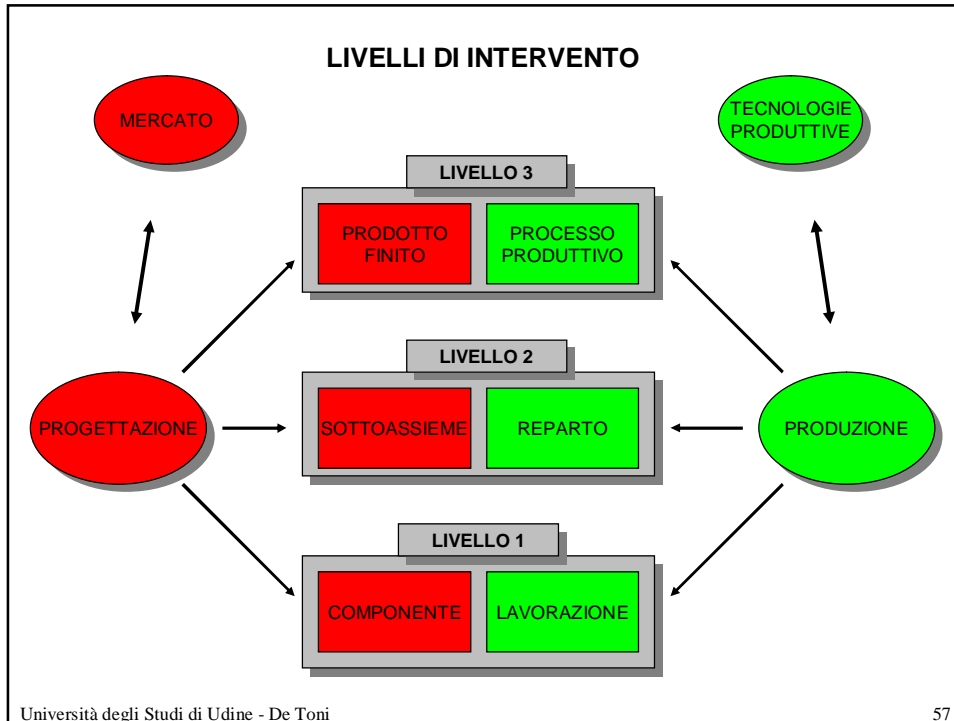 LIVELLI DI INTERVENTO
MERCATO
TECNOLOGIE
PRODUTTIVE
LIVELLO 3
PRODOTTO
FINITO
PROCESSO
PRODUTTIVO
LIVELLO 2
PROGETTAZIONE
SOTTOASSIEME
REPARTO
PRODUZIONE
LIVELLO 1
COMPONENTE
LAVORAZIONE
Università degli Studi di Udine - De Toni
57